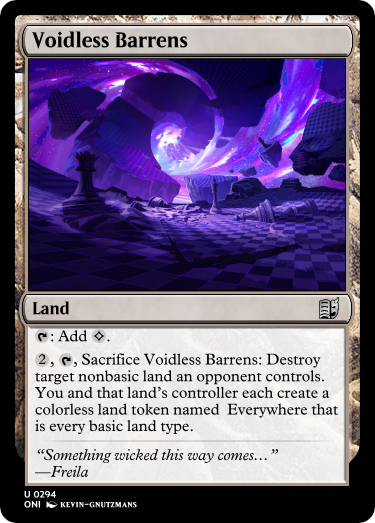 Voidless Barrens
Land
: Add .
2, , Sacrifice Voidless Barrens: Destroy
target nonbasic land an opponent controls.
You and that land's controller each create a
colorless land token named  Everywhere that
is every basic land type.
“Something wicked this way comes…”
—Freila
U 0294
ONI KEVIN-GNUTZMANS